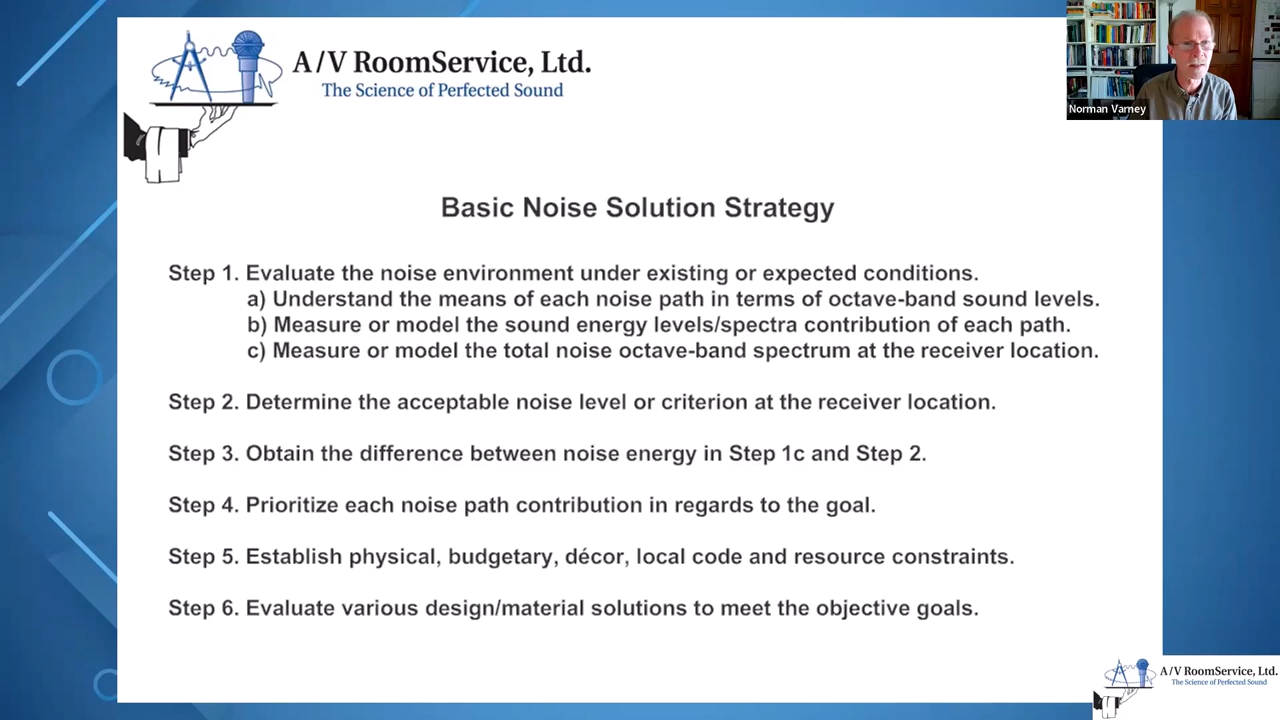 A/V RoomService, Ltd.
The Science of Perfected Sound
Norman Varney
Basic Noise Solution Strategy
Step 1. Evaluate the noise environment under existing or expected conditions.
a) Understand the means of each noise path in terms of octave-band sound levels.
b) Measure or model the sound energy levels/spectra contribution of each path.
c) Measure or model the total noise octave-band spectrum at the receiver location.
Step 2. Determine the acceptable noise level or criterion at the receiver location.
Step 3. Obtain the difference between noise energy in Step 1c and Step 2.
Step 4. Prioritize each noise path contribution in regards to the goal.
Step 5. Establish physical, budgetary, décor, local code and resource constraints.
Step 6. Evaluate various design/material solutions to meet the objective goals.
A/V RoomService, Ltd.
The Science of Perfected Sound